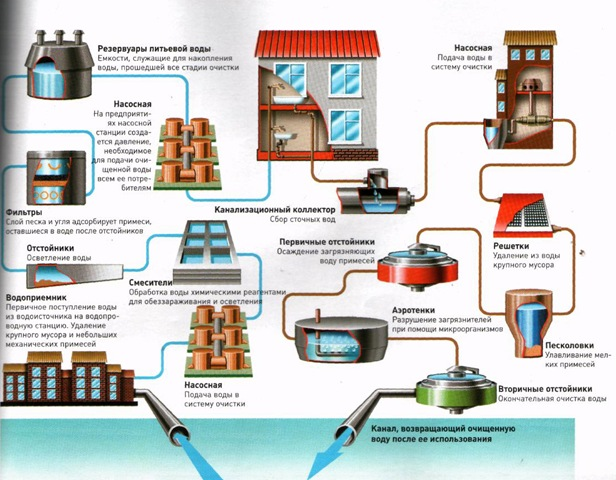 Резервуары питьевой воды
Емкости, служащие для накопления
воды, прошедшей все стадии очистки
Насосная
На предприяти-
ях насосной
станции созда-
ется давление,
необходимое
для подачи очи-
щенной воды
всем ее потре-
бителям
Насосная
Подача воды в
систему очистки
Фильтры
Слой песка и угля адсорбирует примеси,
оставшиеся в воде после отстойников
Канализационный коллектор
Сбор сточных вод
Отстойники
Осветление воды
Первичные отстойники
Осаждение загрязняющих
воду примесей
Решетки
Удаление из воды
крупного мусора
Смесители
Обработка воды химическими реагентами
для обеззараживания и осветления
Водоприемник
Первичное поступление воды
из водоисточника на водопро-
водную станцию. Удаление
крупного мусора и небольших
механических примесей
Аэротенки
Разрушение загрязнителей
при помощи микроорганизмов
Песколовки
Улавливание мел-
ких примесей
Насосная
Подача воды в
систему очистки
Вторичные отстойники
Окончательная очистка воды
Канал, возвращающий очищенную
воду после ее использования